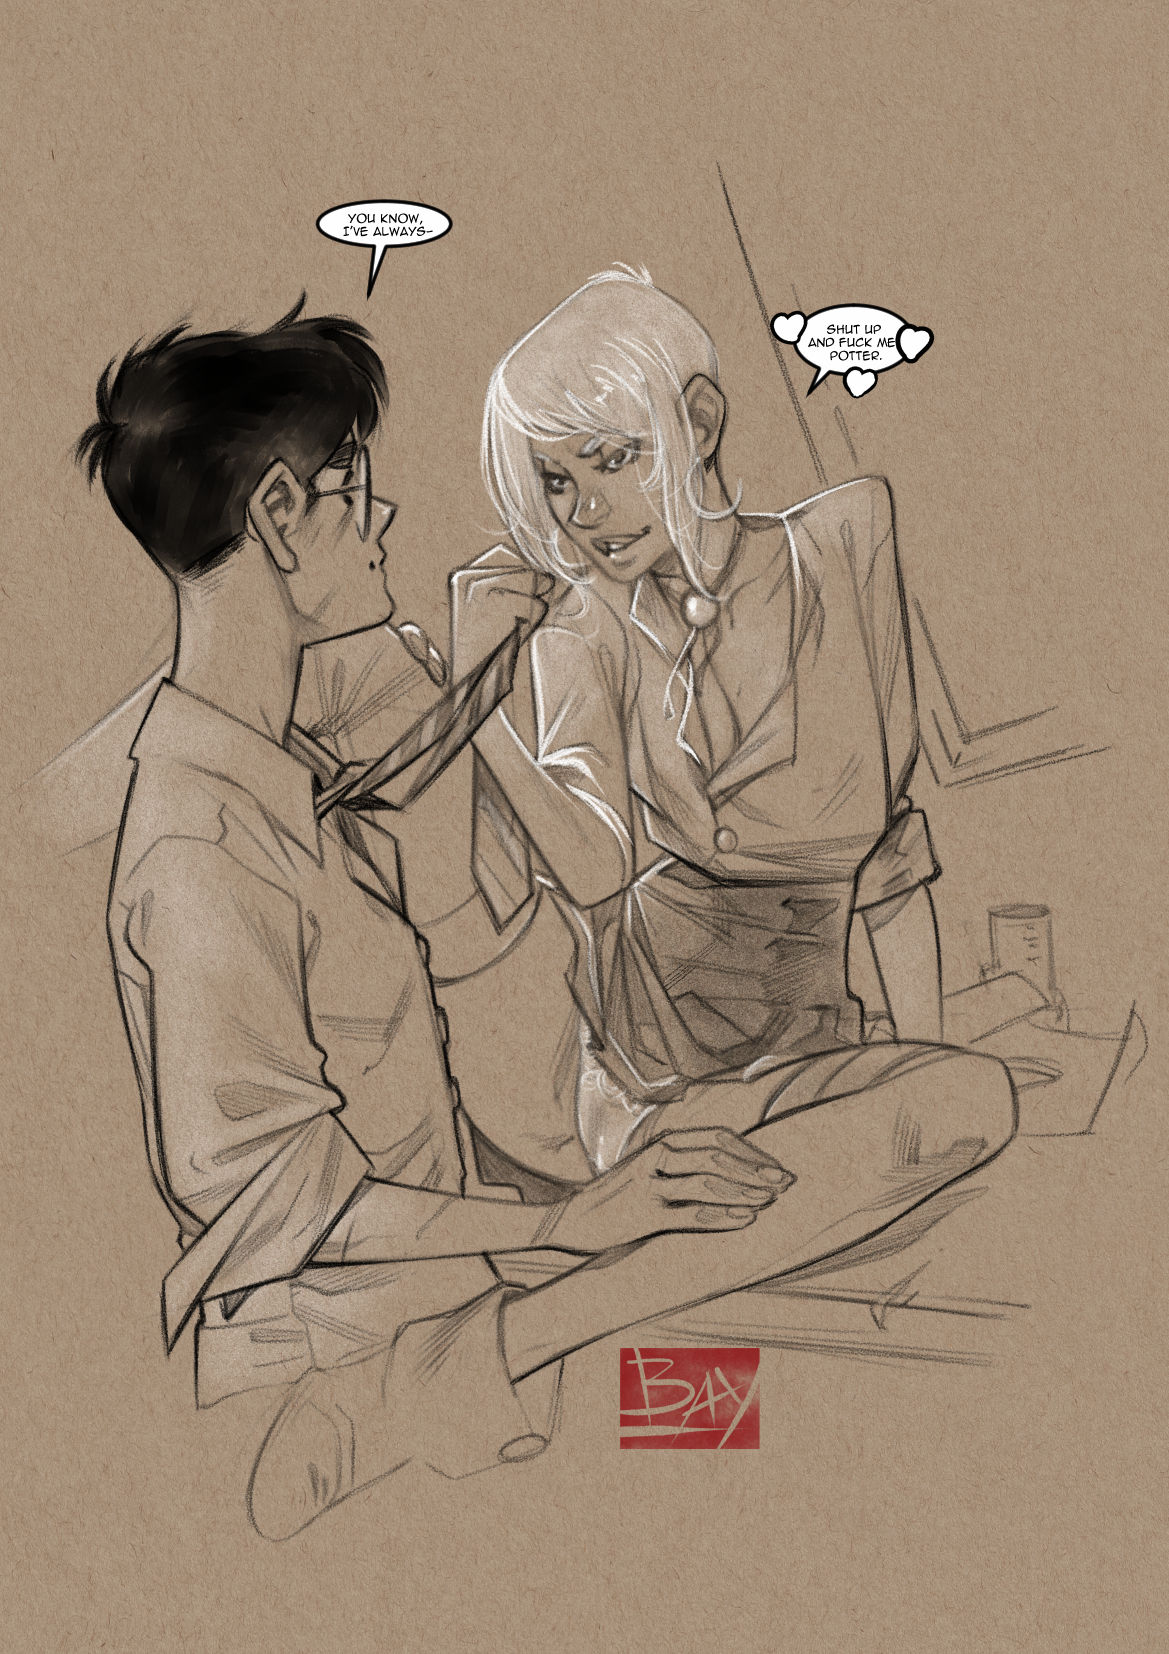 YOU KNOW,
I'VE ALWAYS-
SHUT UP
AND FUCK ME
POTTER.
BAY